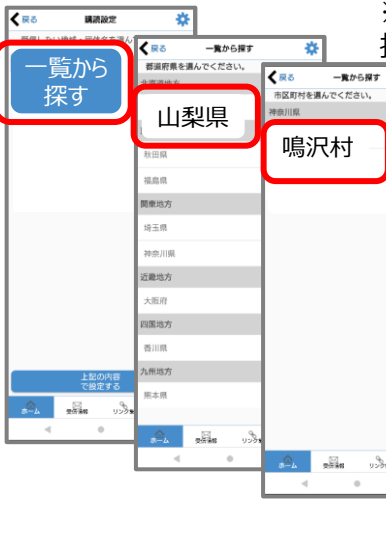 戻る
購読設定
一覧から
探す
上記の内容
で設定する
ホーム
受信情報
戻る
一覧から探す
都道府県を選んでください。
山梨県
秋田県
福島県
関東地方
埼玉県
神奈川県
近畿地方
大阪府
四国地方
香川県
九州地方
熊本県
ホーム
受信情報
戻る
一覧から探す
市区町村を選んでください。
神奈川県
鳴沢村
ホーム
受信情報